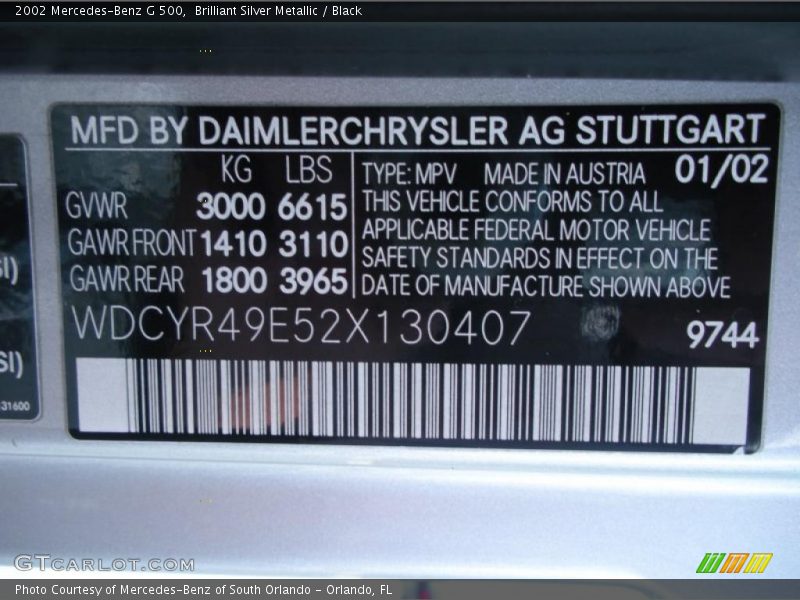 2002 Mercedes-Benz G 500,  Brilliant Silver Metallic / Black
MFD BY DAIMLERCHRYSLER AG STUTTGART
KG LBS
GVWR 3000 6615
GAWR FRONT 1410 3110
GAWR REAR 1800 3965
TYPE: MPV MADE IN AUSTRIA 01/02
THIS VEHICLE CONFORMS TO ALL
APPLICABLE FEDERAL MOTOR VEHICLE
SAFETY STANDARDS IN EFFECT ON THE
DATE OF MANUFACTURE SHOWN ABOVE
WDCYR49E52X130407
9744
SI)
SI)
31600
GTCARLOT.COM
Photo Courtesy of Mercedes-Benz of South Orlando - Orlando, FL